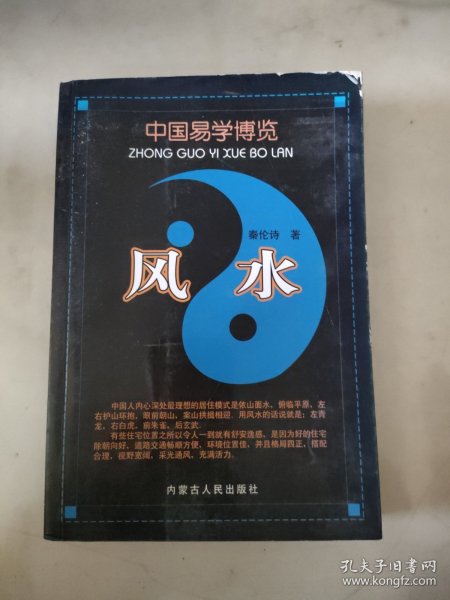 中国易学博览
ZHONG GUO YI XUE BO LAN
秦伦诗 著
风水
中国人内心深处最理想的居住模式是依山面水、俯临平原、左
右护山环抱、眼前朝山、案山拱揖相迎。用风水的话说就是：左青
龙、右白虎、前朱雀、后玄武。
有些住宅位置之所以令人一到就有舒安逸感、是因为好的住宅
除朝向好、道路交通畅顺方便、环境位置佳、并且格局四正、搭配
合理、视野宽阔、采光通风、充满活力。
内蒙古人民出版社
孔夫子旧书网
www.kongfz.com